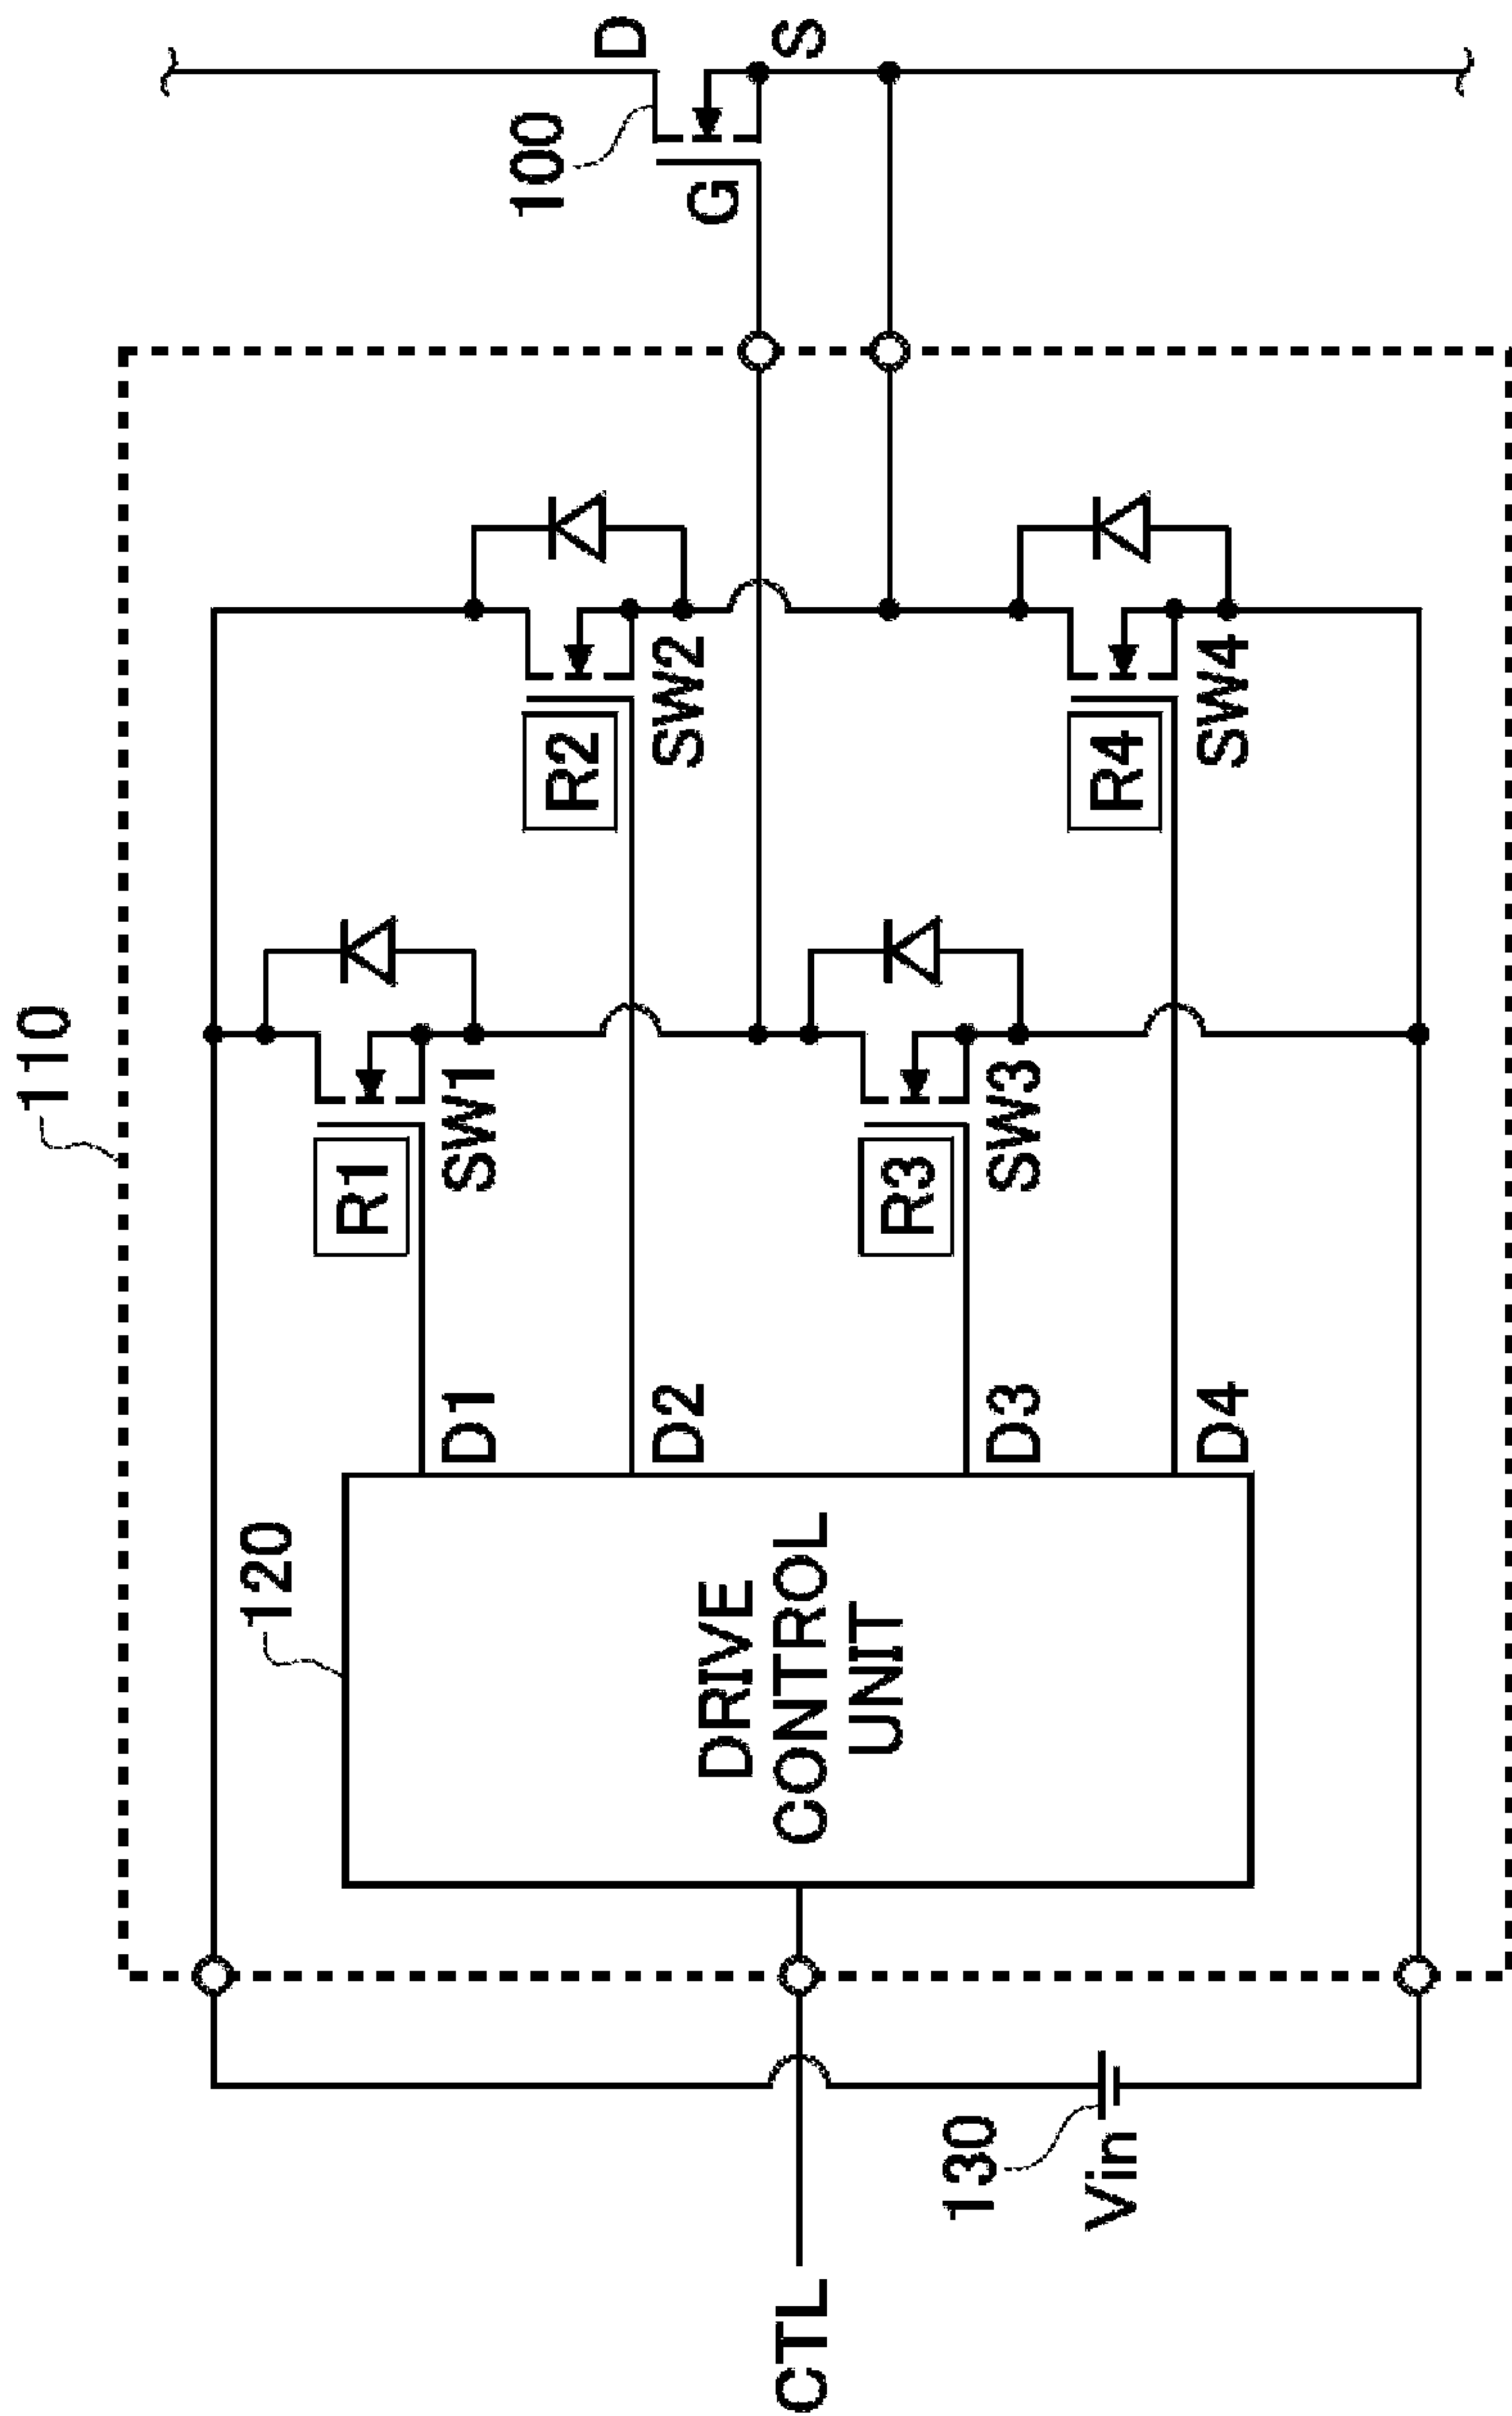 110
120
DRIVE
CONTROL
UNIT
CTL
130
Vin
D1
D2
D3
D4
R1
SW1
R2
SW2
R3
SW3
R4
SW4
100
D
G
S